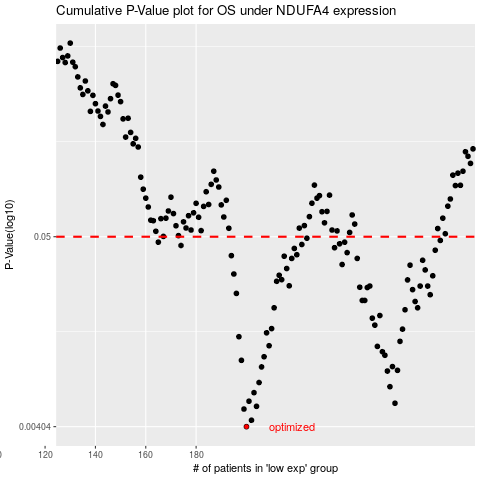 Cumulative P-Value plot for OS under NDUFA4 expression
P-Value(log10)
0.05
0.00404
optimized
0 120 140 160 180
# of patients in 'low exp' group